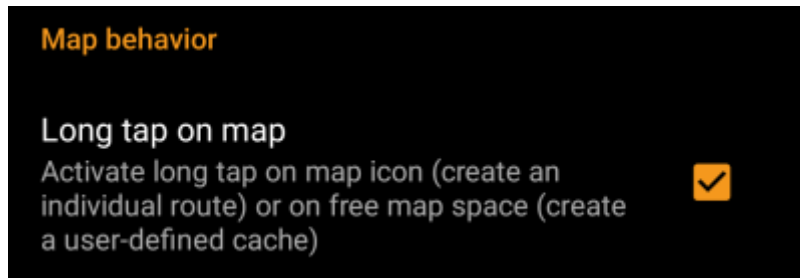 Map behavior
Long tap on map
Activate long tap on map icon (create an
individual route) or on free map space (create
a user-defined cache)